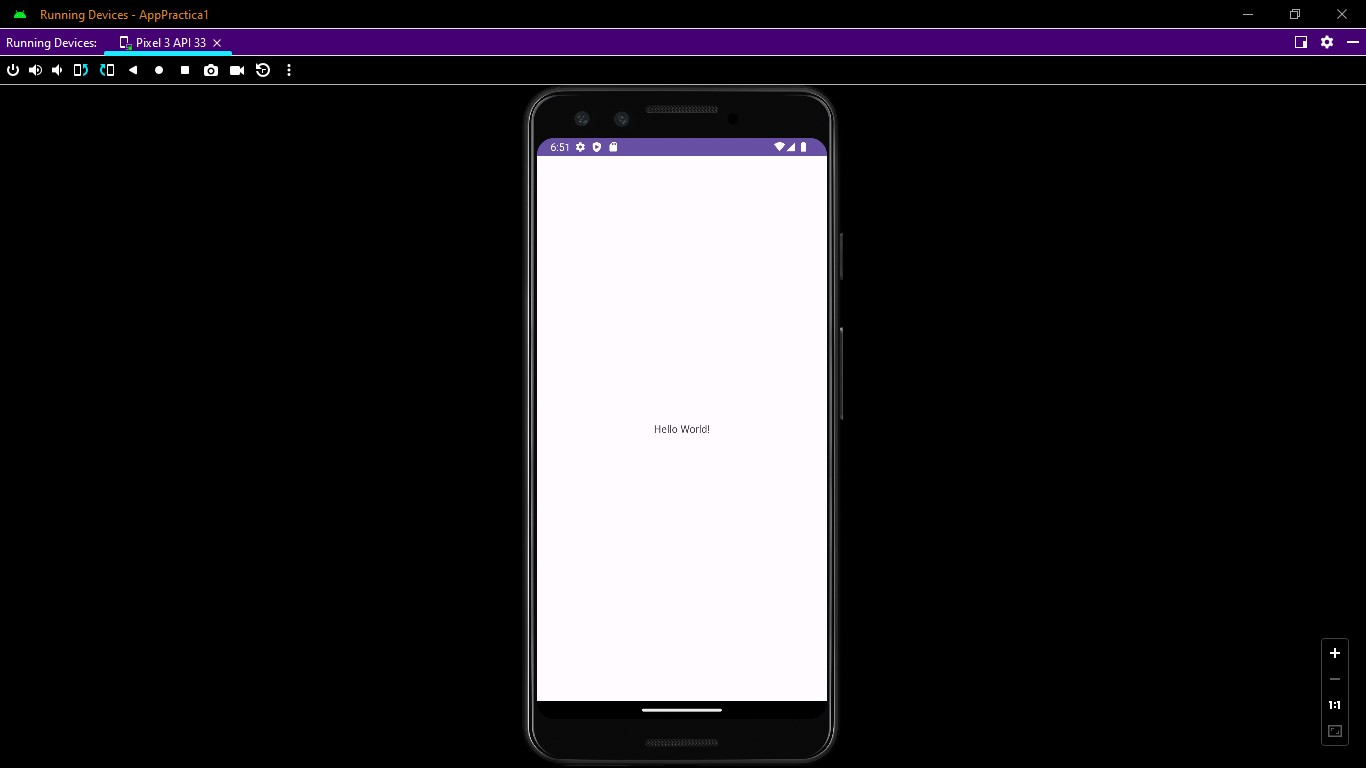 Running Devices - AppPractica1
Running Devices:
Pixel 3 API 33
6:51
Hello World!
1:1